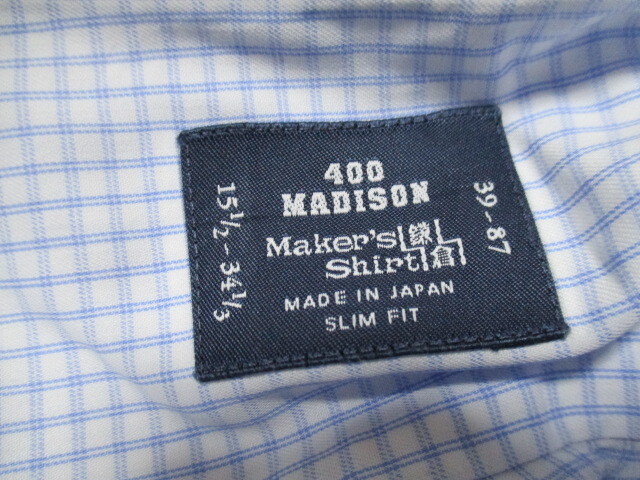 400
MADISON
Maker's 鎌
Shirt 倉
MADE IN JAPAN
SLIM FIT
15½-34⅓
39-87